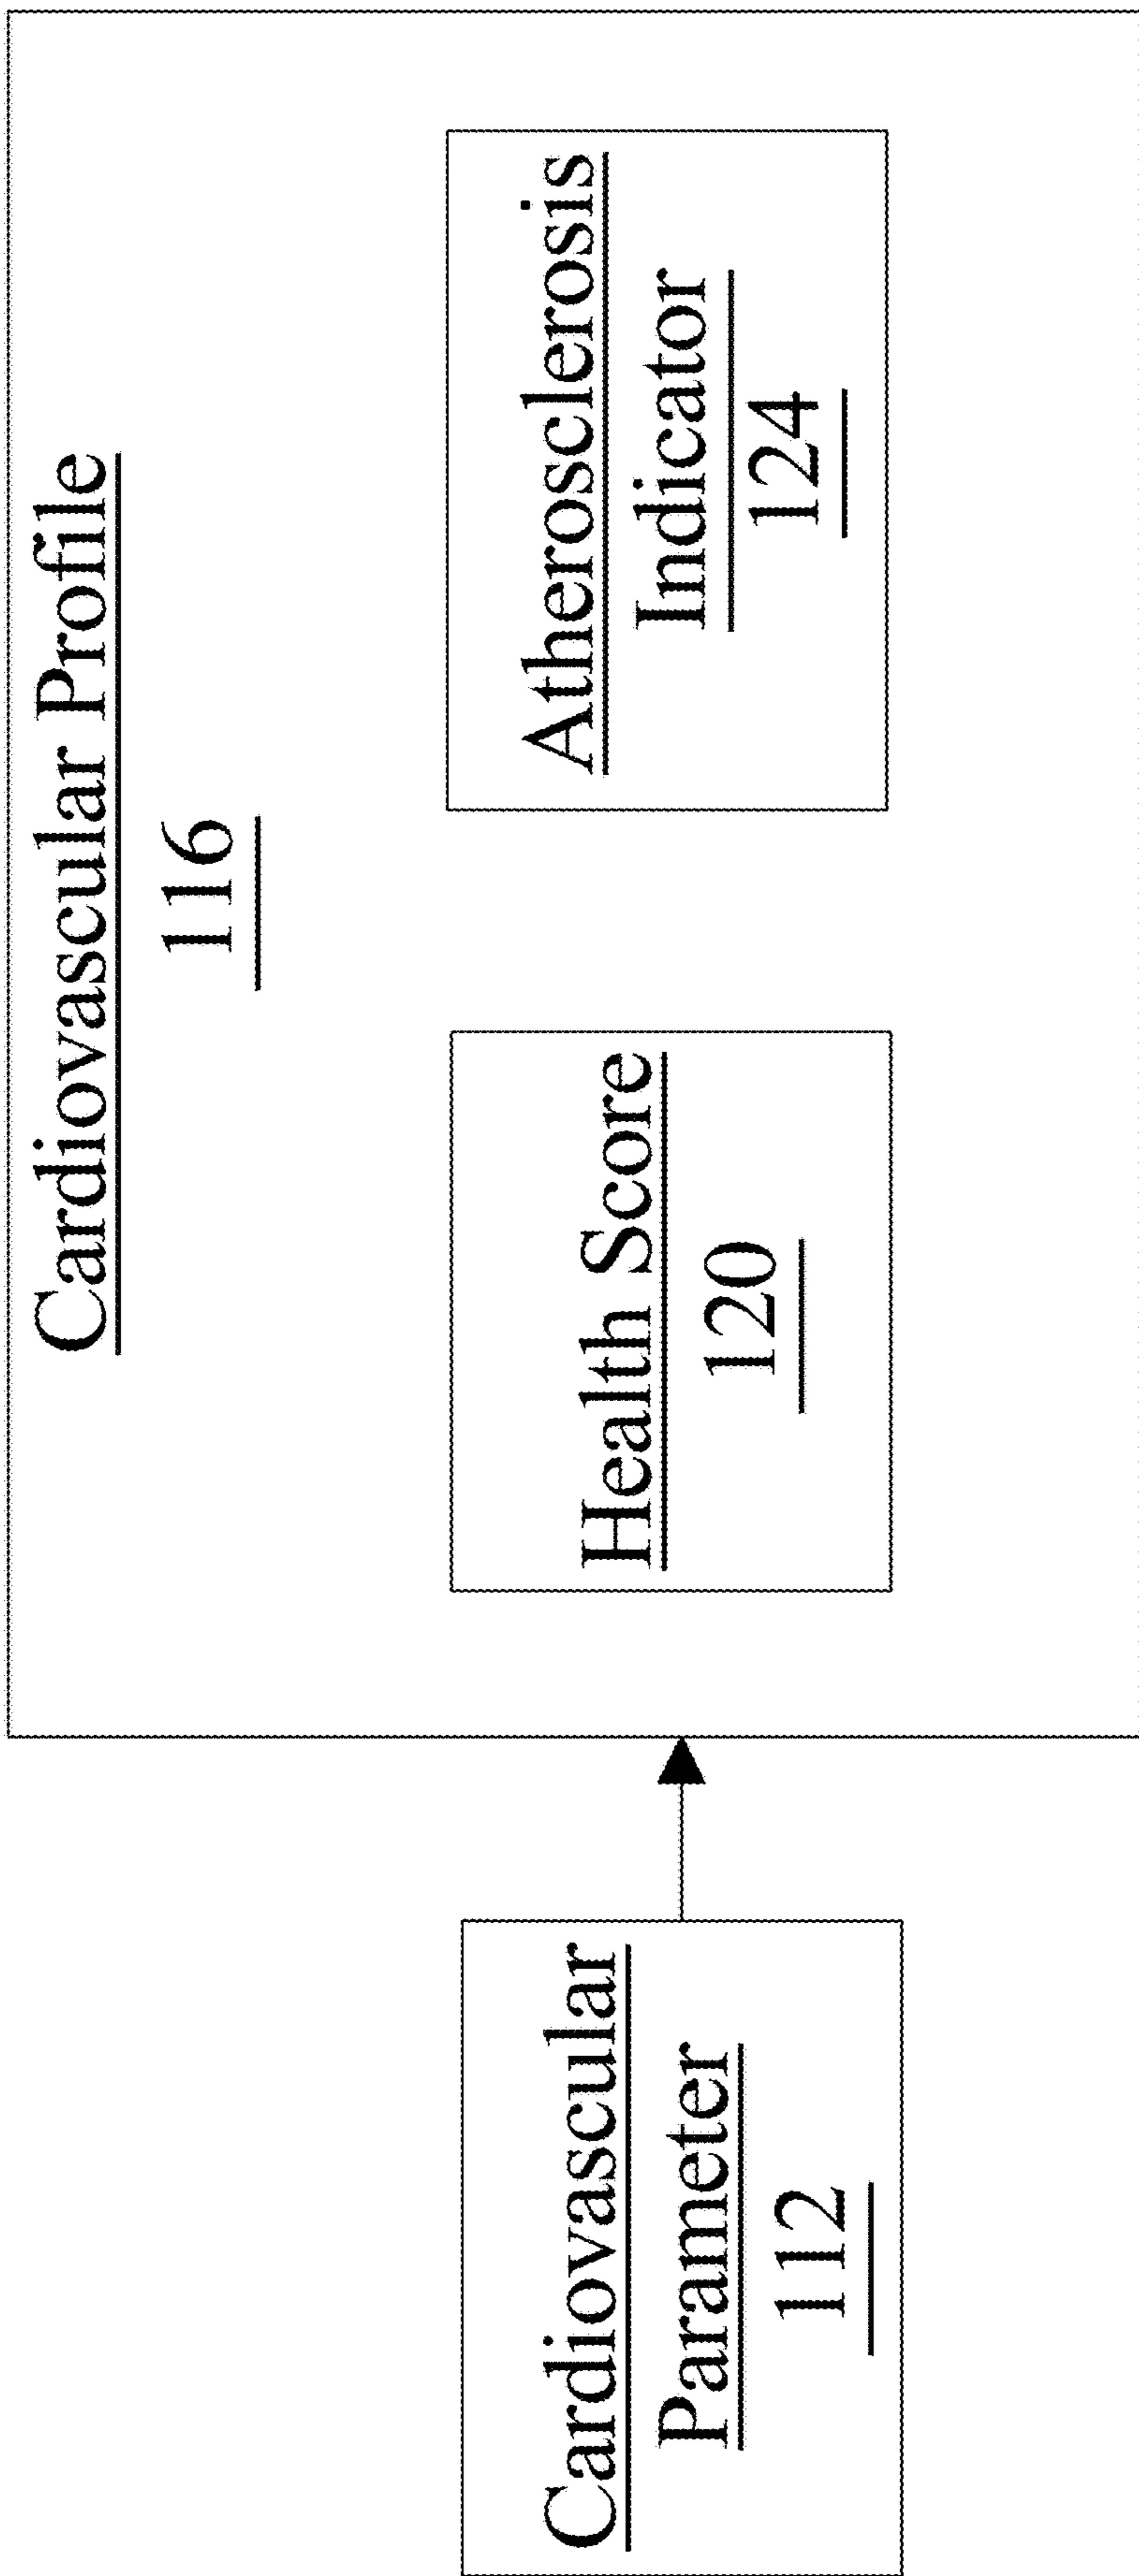 Cardiovascular Profile
116
Cardiovascular
Parameter
112
Health Score
120
Atherosclerosis
Indicator
124